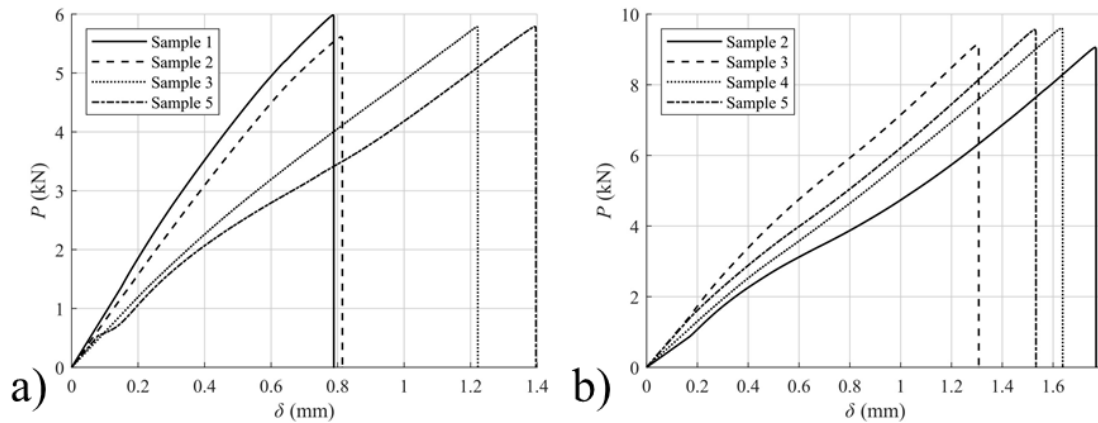 6
5
4
3
2
1
0
P (kN)
Sample 1
Sample 2
Sample 3
Sample 5
0 0.2 0.4 0.6 0.8 1 1.2 1.4
δ (mm)
a)
10
8
6
4
2
0
P (kN)
Sample 2
Sample 3
Sample 4
Sample 5
0 0.2 0.4 0.6 0.8 1 1.2 1.4 1.6
δ (mm)
b)